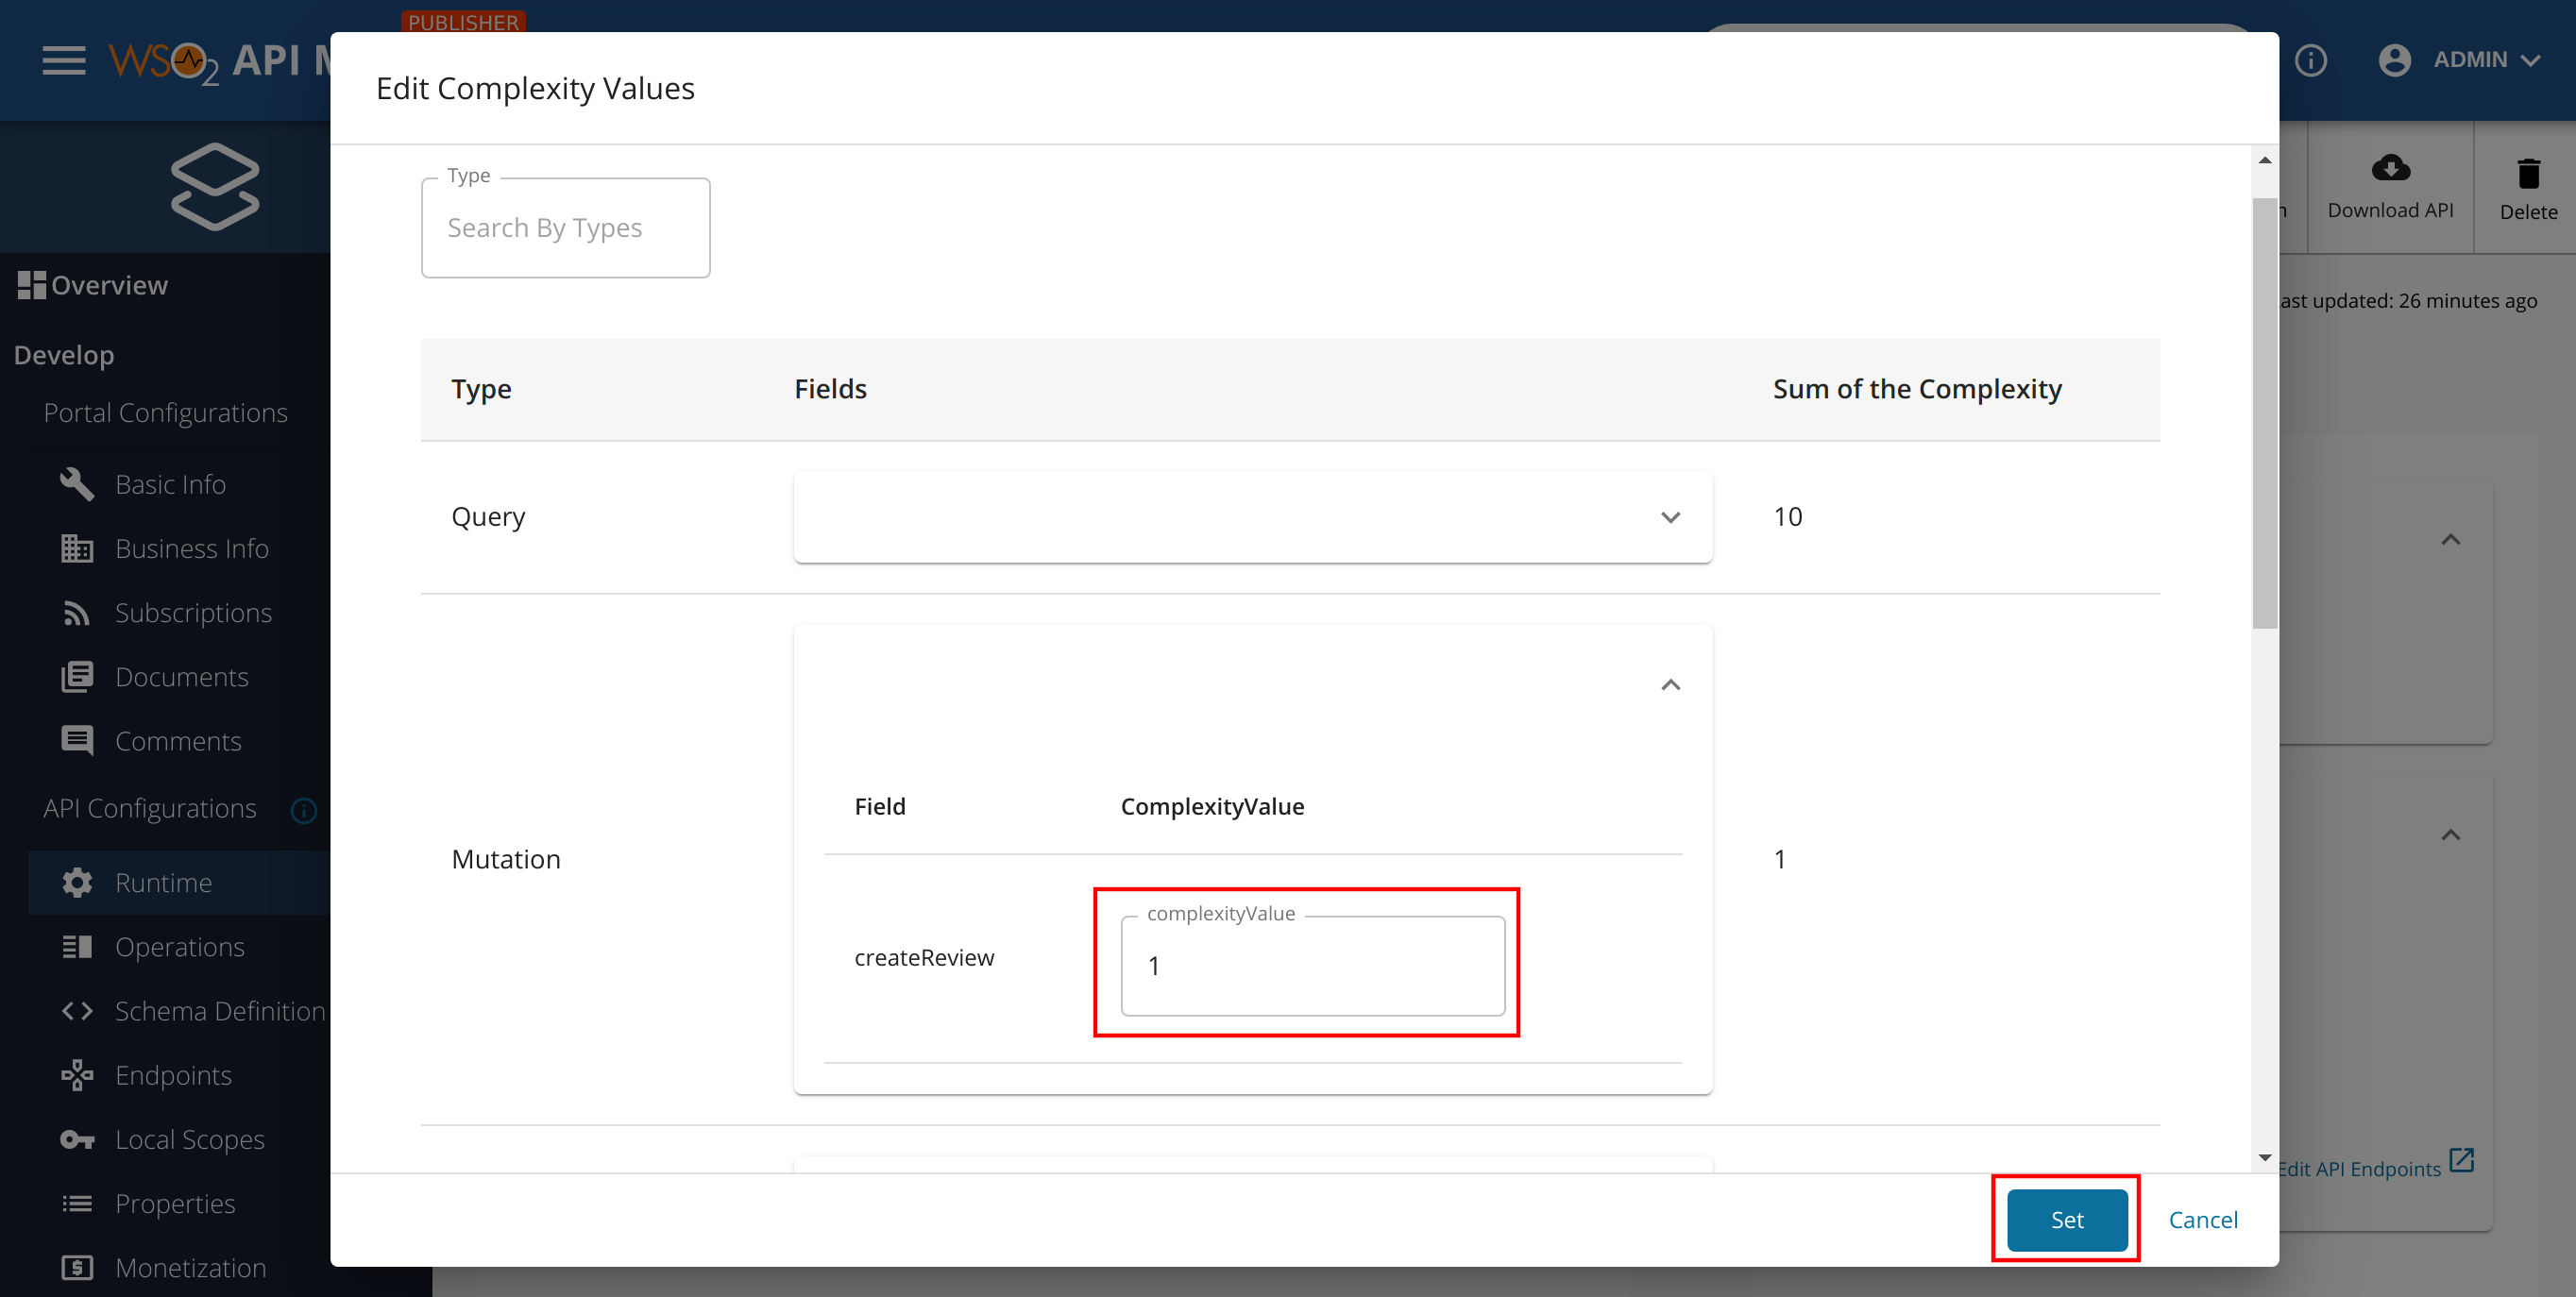 PUBLISHER
WSO2 API M
ADMIN
Edit Complexity Values
Download API
Delete
Type
Search By Types
Overview
ast updated: 26 minutes ago
Develop
Portal Configurations
Type Fields Sum of the Complexity
Basic Info
Query 10
Business Info
Subscriptions
Documents
Comments
API Configurations
Field ComplexityValue
Mutation 1
Runtime
complexityValue
createReview 1
Operations
Schema Definition
Endpoints
Local Scopes
Edit API Endpoints
Properties
Set Cancel
Monetization